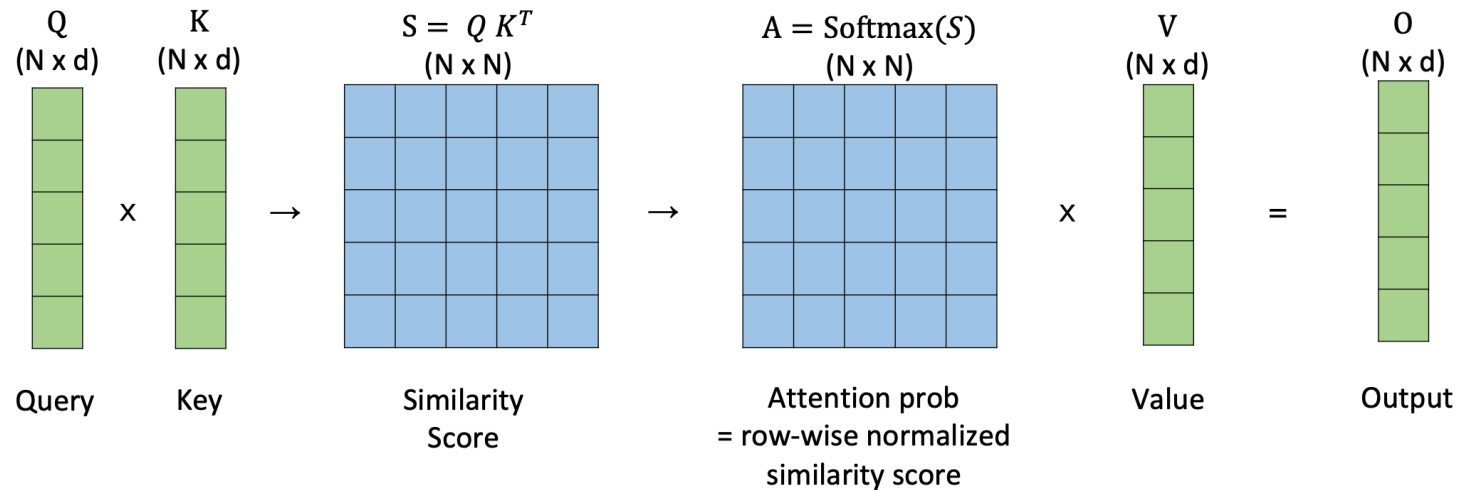 Q
(N x d)
K
(N x d)
S = Q K^T
(N x N)
A = Softmax(S)
(N x N)
V
(N x d)
O
(N x d)
x
→
→
x
=
Query
Key
Similarity
Score
Attention prob
= row-wise normalized
similarity score
Value
Output